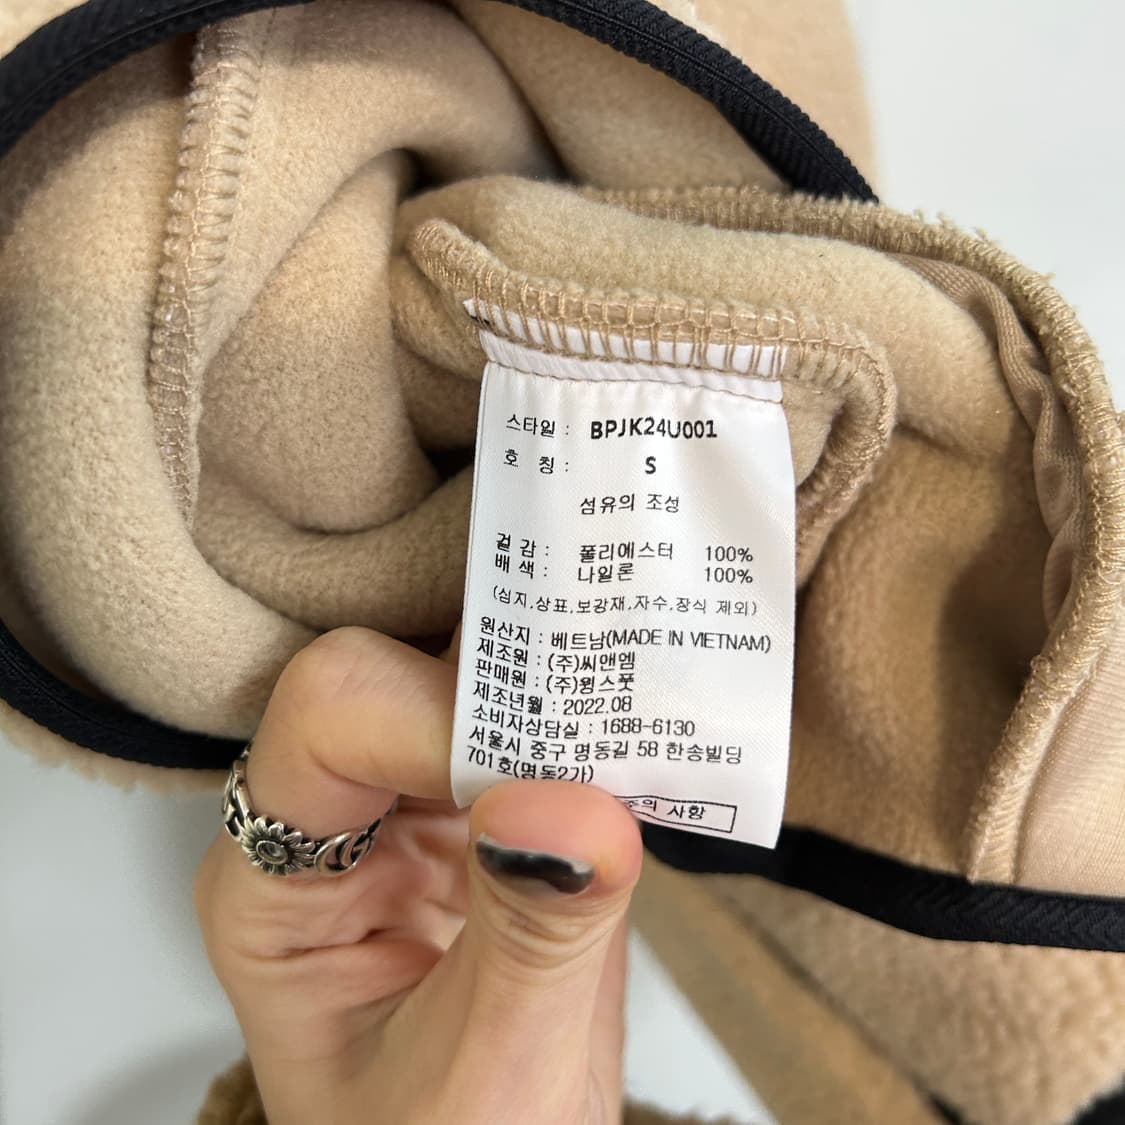 스타일 : BPJK24U001
호 칭 : S
섬유의 조성
겉 감 : 폴리에스터 100%
배 색 : 나일론 100%
(심지,상표,보강재,자수,장식 제외)
원산지 : 베트남(MADE IN VIETNAM)
제조원 : (주)씨앤엠
판매원 : (주)윙스풋
제조년월 : 2022.08
소비자상담실 : 1688-6130
서울시 중구 명동길 58 한송빌딩
701호(명동2가)
사항